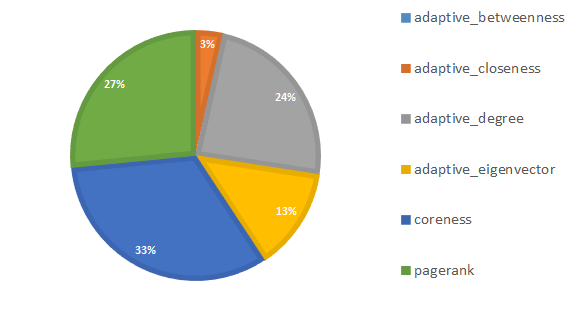 adaptive_betweenness
3%
adaptive_closeness
27%
24%
adaptive_degree
adaptive_eigenvector
13%
coreness
33%
pagerank